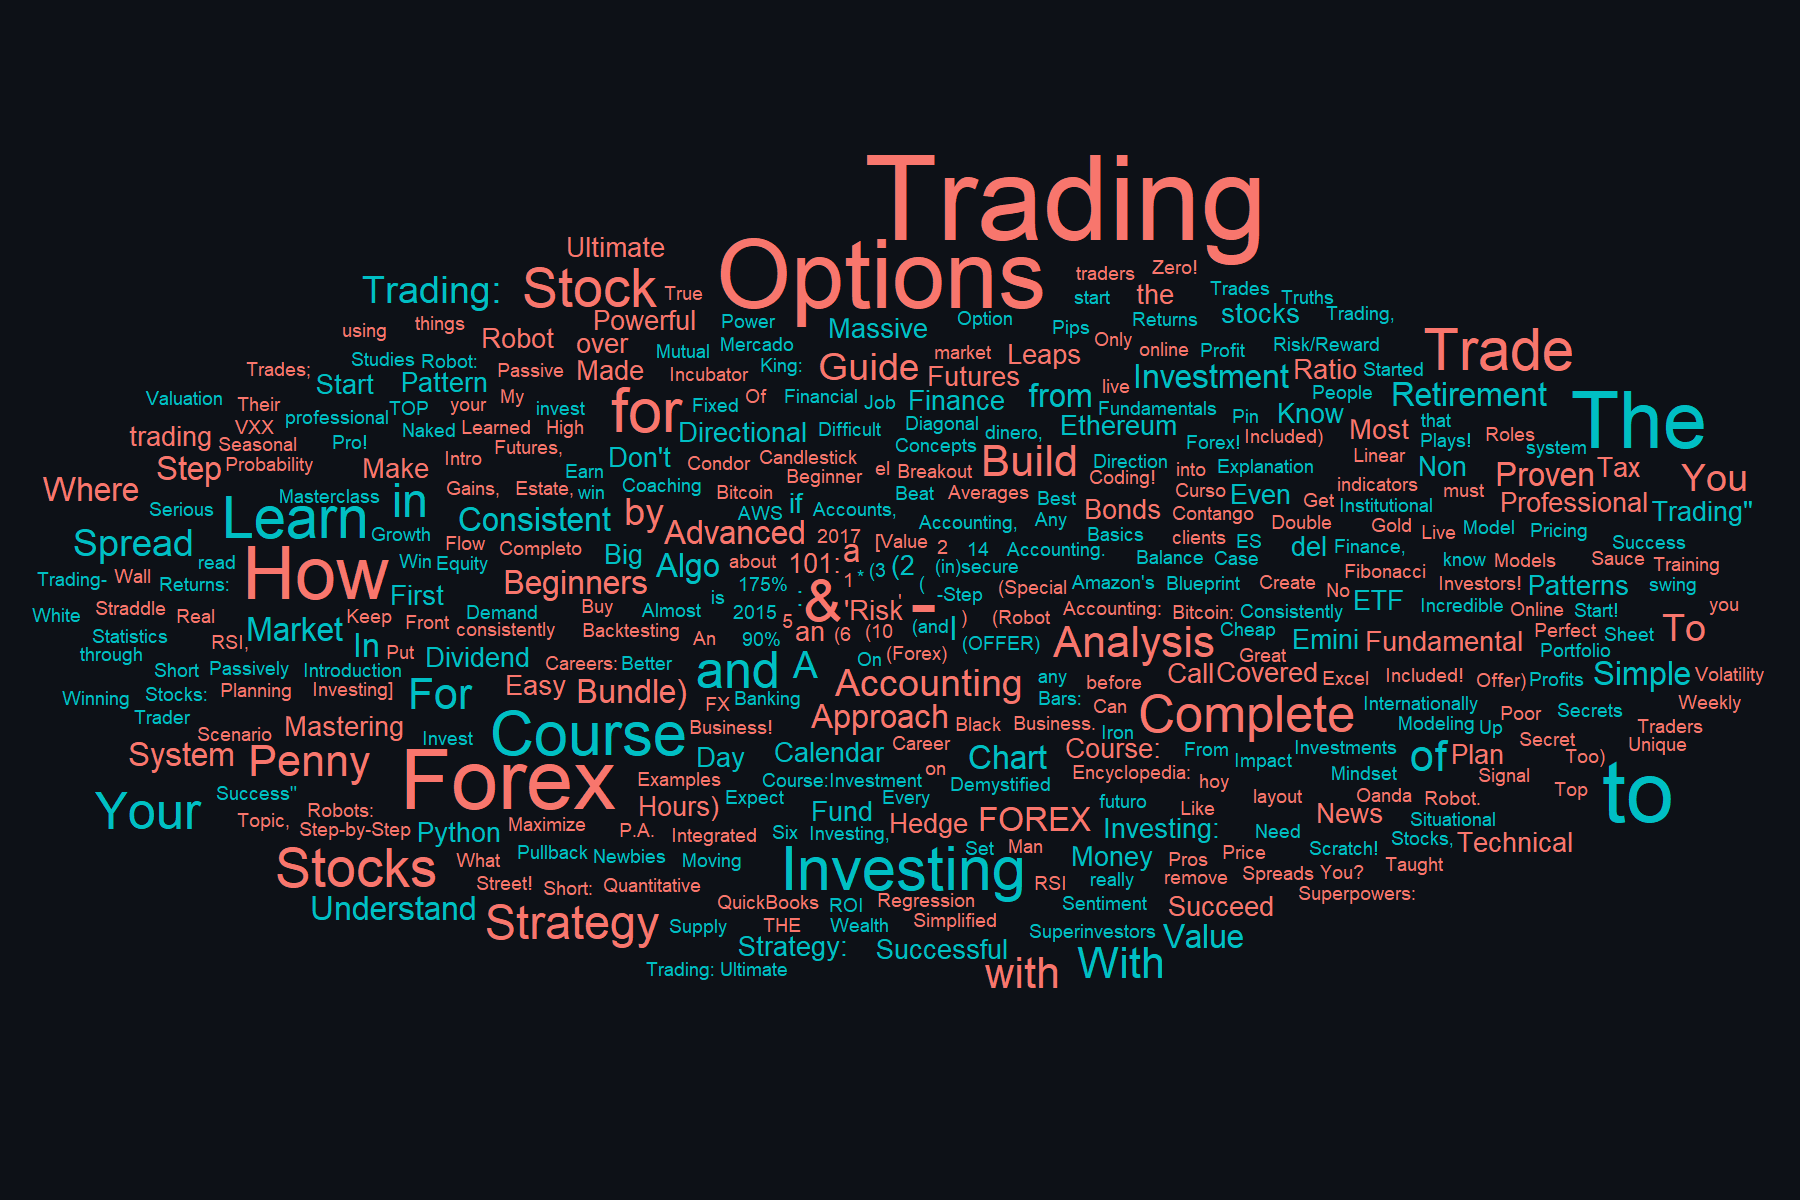 Trading
Options
Ultimate
Trading: Stock True
traders Zero!
start the Trades Truths
stocks Trading,
using things Robot Powerful over
Power Massive Option Pips Returns
Trade
Studies Robot: Mutual Mercado
Only online Profit Risk/Reward
Trades; Start Pattern Passive Made Incubator King: Guide market Leaps
Futures live Investment Ratio Started
Valuation Their professional TOP your My invest for Fixed Of Financial Job Finance from Fundamentals Pin People Retirement The
trading VXX Seasonal Pro! Naked Learned High Directional Difficult Diagonal Concepts dinero, Ethereum Forex! Included) Know Most that Plays! Roles system
Where Step Probability Make Intro Futures, Earn Don't Condor Candlestick Beginner el Breakout Build Direction Coding! into Explanation Linear Non Proven Tax You
Serious Masterclass Learn in Gains, Estate, win Coaching Bitcoin AWS if Accounts, Beat Averages Best Curso Even Get indicators Institutional must Professional Trading"
Spread Growth Consistent by Advanced 2017 Accounting, Any Bonds Contango Double Gold Live Model Pricing Success
read How Flow Completo Big about 101: a [Value 2 14 Accounting. Basics clients ES del Finance, know Models Sauce Training
Trading- Wall Returns: Win Equity Beginners Algo 175% 1 * (3 (2 (in)secure Balance Case Fibonacci Investors! Patterns swing
White Straddle Real First Demand Buy Almost is 2015 : & 'Risk ' – ( -Step (Special Amazon's Blueprint Create No ETF Incredible Online Start! you
Statistics through RSI, Market Keep Front consistently Backtesting An 90% 5 an (6 (10 (and | ) (Robot Accounting: Bitcoin: Consistently Cheap Emini Fundamental Perfect Sheet To
Short Passively Introduction In Put Dividend Careers: Better and A On (Forex) (OFFER) Analysis Great Portfolio
Winning Stocks: Planning Investing] For Easy Bundle) FX Banking Accounting any before Call Covered Excel Included! Offer) Profits Simple Volatility
Trader Scenario Mastering Invest Course Business! Approach Black Bars: Business. Can Iron Complete Internationally Modeling Up Poor Secrets Weekly
System Penny Forex Day Calendar Career Chart Course: From Impact Investments of Plan Secret Traders Unique
Examples Course:Investment on Demystified Encyclopedia: hoy Mindset Signal Too)
Your Success" Robots: Hours) Expect Fund Every futuro Like layout Oanda Robot. Top to
Topic, Step-by-Step Python Maximize P.A. Integrated Six Investing, Hedge FOREX Investing: Need News Situational
Stocks What Pullback Newbies Moving Investing Set Man Money Pros Price Scratch! Stocks, Technical
Street! Short: Quantitative RSI really remove Spreads You? Taught
Understand Strategy QuickBooks ROI Regression Sentiment Succeed Superpowers:
Supply THE Wealth Simplified Superinvestors Value
Strategy: Successful
Trading: Ultimate with With